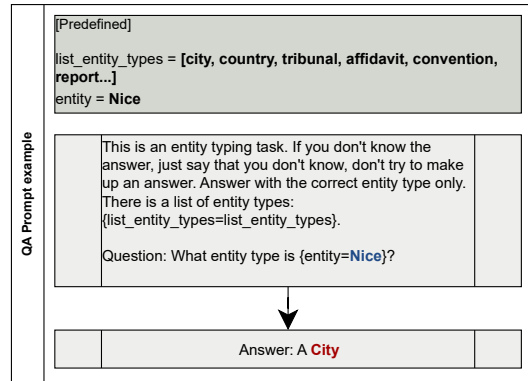 QA Prompt example
[Predefined]
list_entity_types = [city, country, tribunal, affidavit, convention,
report...]
entity = Nice
This is an entity typing task. If you don't know the
answer, just say that you don't know, don't try to make
up an answer. Answer with the correct entity type only.
There is a list of entity types:
{list_entity_types=list_entity_types}.
Question: What entity type is {entity=Nice}?
Answer: A City